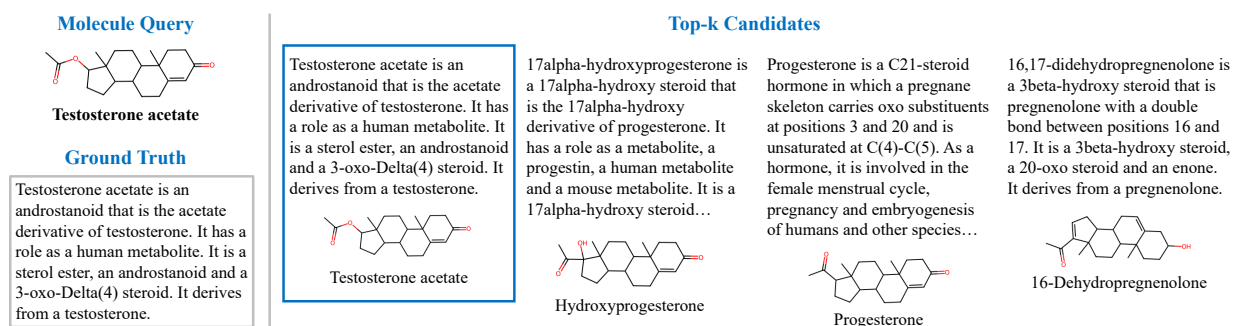 Molecule Query
O
O
O
Testosterone acetate
Ground Truth
Testosterone acetate is an
androstanoid that is the acetate
derivative of testosterone. It has a
role as a human metabolite. It is a
sterol ester, an androstanoid and a
3-oxo-Delta(4) steroid. It derives
from a testosterone.
Top-k Candidates
Testosterone acetate is an
androstanoid that is the acetate
derivative of testosterone. It has
a role as a human metabolite. It
is a sterol ester, an androstanoid
and a 3-oxo-Delta(4) steroid. It
derives from a testosterone.
O
O
O
Testosterone acetate
17alpha-hydroxyprogesterone is
a 17alpha-hydroxy steroid that
is the 17alpha-hydroxy
derivative of progesterone. It
has a role as a metabolite, a
progestin, a human metabolite
and a mouse metabolite. It is a
17alpha-hydroxy steroid…
OH
O
O
Hydroxyprogesterone
Progesterone is a C21-steroid
hormone in which a pregnane
skeleton carries oxo substituents
at positions 3 and 20 and is
unsaturated at C(4)-C(5). As a
hormone, it is involved in the
female menstrual cycle,
pregnancy and embryogenesis
of humans and other species…
O
O
Progesterone
16,17-didehydropregnenolone is
a 3beta-hydroxy steroid that is
pregnenolone with a double
bond between positions 16 and
17. It is a 3beta-hydroxy steroid,
a 20-oxo steroid and an enone.
It derives from a pregnenolone.
O
OH
16-Dehydropregnenolone